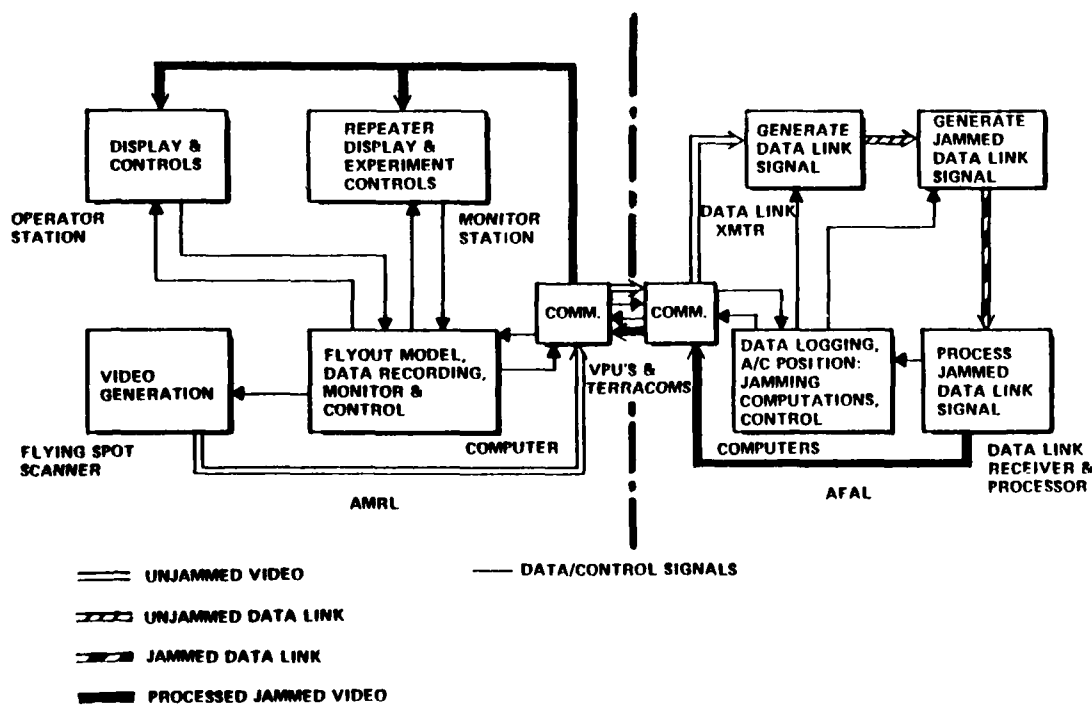 DISPLAY &
CONTROLS
REPEATER
DISPLAY &
EXPERIMENT
CONTROLS
GENERATE
DATA LINK
SIGNAL
GENERATE
JAMMED
DATA LINK
SIGNAL
OPERATOR
STATION
MONITOR
STATION
DATA LINK
XMTR
COMM.
COMM.
VIDEO
GENERATION
FLYOUT MODEL,
DATA RECORDING,
MONITOR &
CONTROL
VPU'S &
TERRACOMS
DATA LOGGING,
A/C POSITION:
JAMMING
COMPUTATIONS,
CONTROL
PROCESS
JAMMED
DATA LINK
SIGNAL
FLYING SPOT
SCANNER
COMPUTER
COMPUTERS
DATA LINK
RECEIVER &
PROCESSOR
AMRL
AFAL
UNJAMMED VIDEO
DATA/CONTROL SIGNALS
UNJAMMED DATA LINK
JAMMED DATA LINK
PROCESSED JAMMED VIDEO